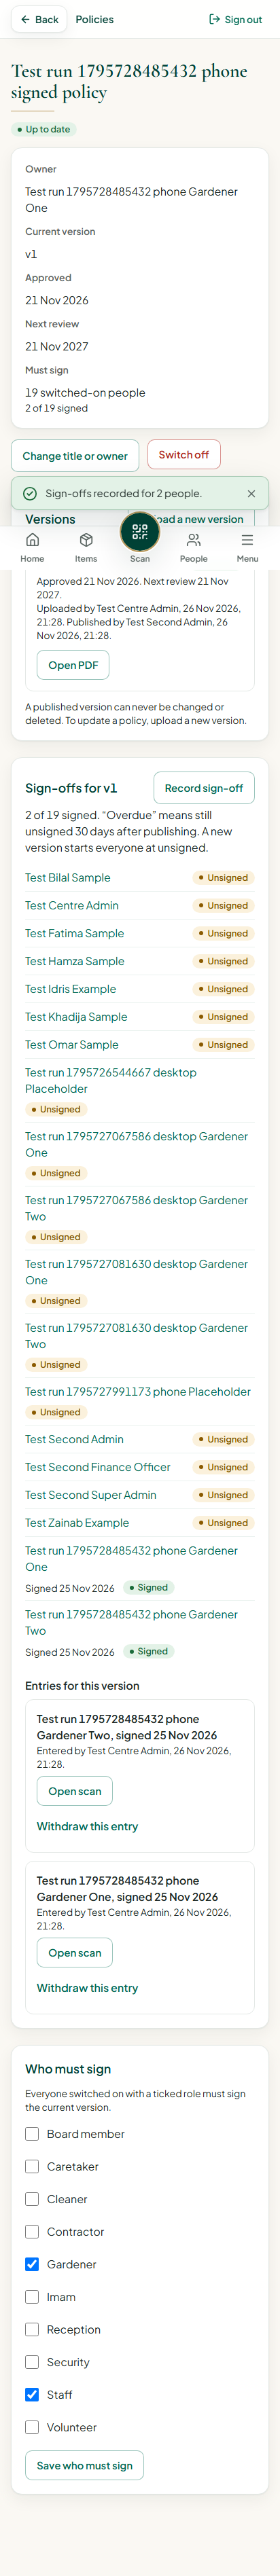 Back
Policies
Sign out
Test run 1795728485432 phone
signed policy
Up to date
Owner
Test run 1795728485432 phone Gardener
One
Current version
v1
Approved
21 Nov 2026
Next review
21 Nov 2027
Must sign
19 switched-on people
2 of 19 signed
Change title or owner
Switch off
Sign-offs recorded for 2 people.
Versions
oad a new version
Home
Items
Scan
People
Menu
Approved 21 Nov 2026. Next review 21 Nov
2027.
Uploaded by Test Centre Admin, 26 Nov 2026,
21:28. Published by Test Second Admin, 26
Nov 2026, 21:28.
Open PDF
A published version can never be changed or
deleted. To update a policy, upload a new version.
Sign-offs for v1
Record sign-off
2 of 19 signed. “Overdue” means still
unsigned 30 days after publishing. A new
version starts everyone at unsigned.
Test Bilal Sample
Unsigned
Test Centre Admin
Unsigned
Test Fatima Sample
Unsigned
Test Hamza Sample
Unsigned
Test Idris Example
Unsigned
Test Khadija Sample
Unsigned
Test Omar Sample
Unsigned
Test run 1795726544667 desktop
Placeholder
Unsigned
Test run 1795727067586 desktop Gardener
One
Unsigned
Test run 1795727067586 desktop Gardener
Two
Unsigned
Test run 1795727081630 desktop Gardener
One
Unsigned
Test run 1795727081630 desktop Gardener
Two
Unsigned
Test run 1795727991173 phone Placeholder
Unsigned
Test Second Admin
Unsigned
Test Second Finance Officer
Unsigned
Test Second Super Admin
Unsigned
Test Zainab Example
Unsigned
Test run 1795728485432 phone Gardener
One
Signed 25 Nov 2026
Signed
Test run 1795728485432 phone Gardener
Two
Signed 25 Nov 2026
Signed
Entries for this version
Test run 1795728485432 phone
Gardener Two, signed 25 Nov 2026
Entered by Test Centre Admin, 26 Nov 2026,
21:28.
Open scan
Withdraw this entry
Test run 1795728485432 phone
Gardener One, signed 25 Nov 2026
Entered by Test Centre Admin, 26 Nov 2026,
21:28.
Open scan
Withdraw this entry
Who must sign
Everyone switched on with a ticked role must sign
the current version.
Board member
Caretaker
Cleaner
Contractor
Gardener
Imam
Reception
Security
Staff
Volunteer
Save who must sign